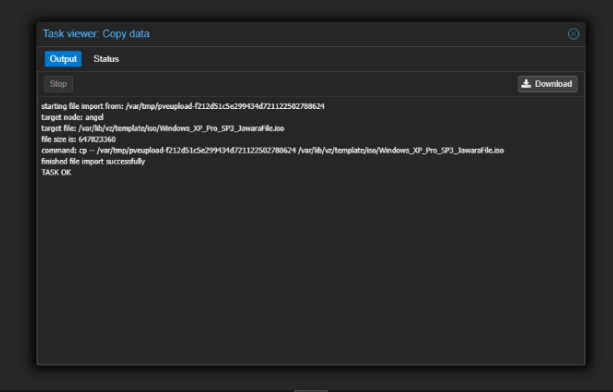 Task viewer: Copy data
Output Status
Stop Download
starting file import from: /var/tmp/pveupload-f212d51c5e299434d721122502788624
target node: angel
target file: /var/lib/vz/template/iso/Windows_XP_Pro_SP3_JawaraFile.iso
file size is: 647823360
command: cp -- /var/tmp/pveupload-f212d51c5e299434d721122502788624 /var/lib/vz/template/iso/Windows_XP_Pro_SP3_JawaraFile.iso
finished file import successfully
TASK OK